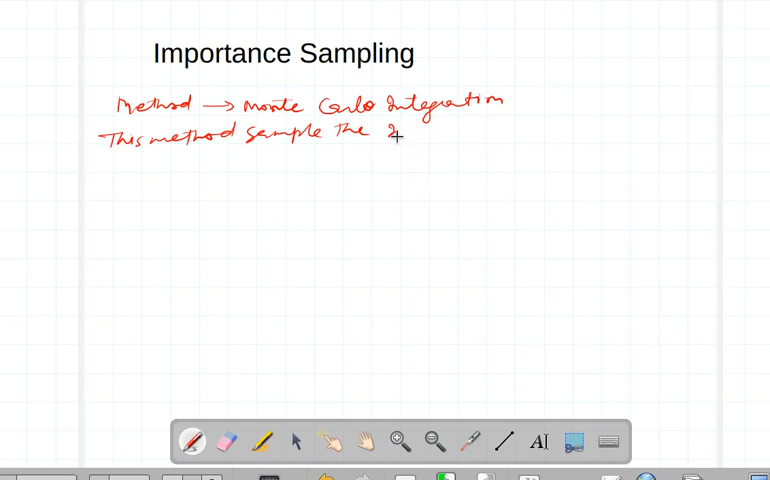 Importance Sampling
Method → Monte Carlo Integration
This method sample the